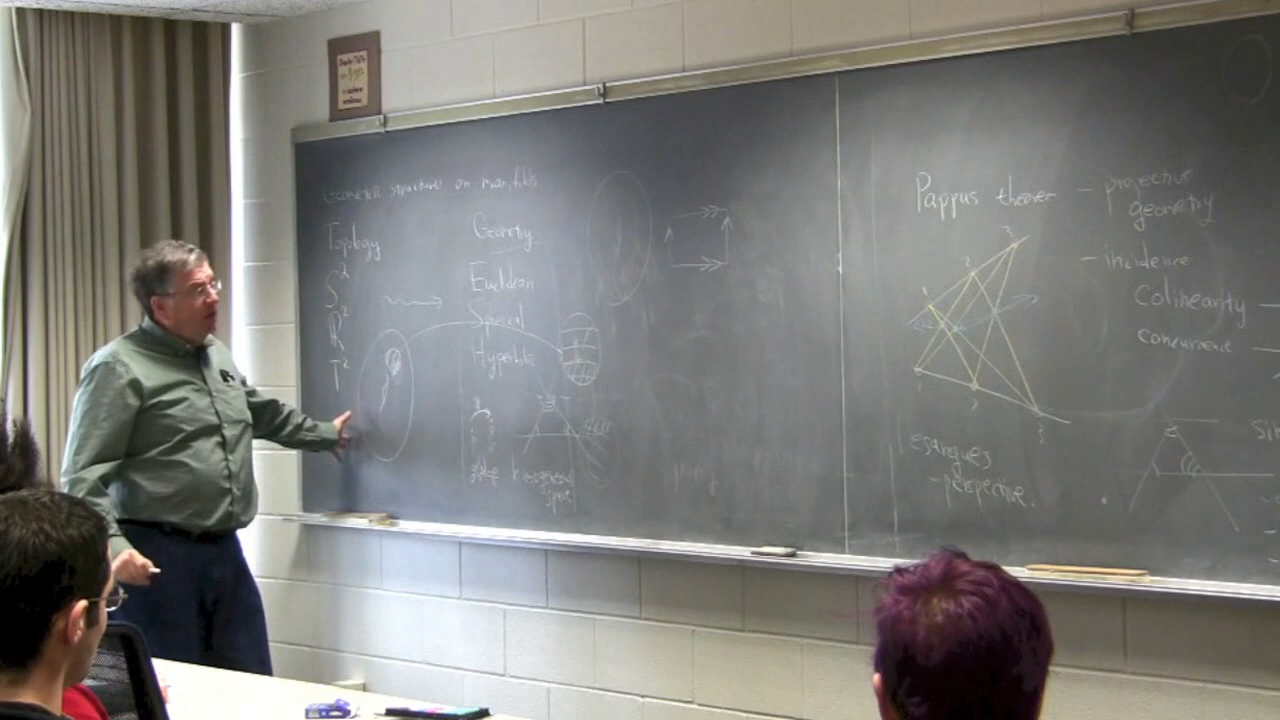 Geometric structures on manifolds
Topology
S²
R²
T²
Geometry
Euclidean
Spherical
Hyperbolic
homogeneous
space
Pappus theorem - projective
geometry
- incidence
Colinearity -
concurrence -
esargues
- perspective.